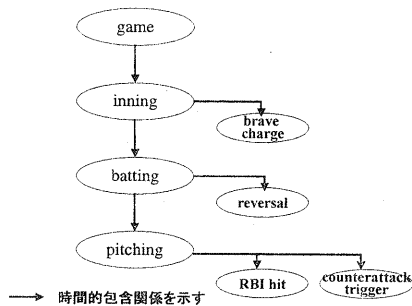 game
inning
brave
charge
batting
reversal
pitching
RBI hit
counterattack
trigger
時間的包含関係を示す